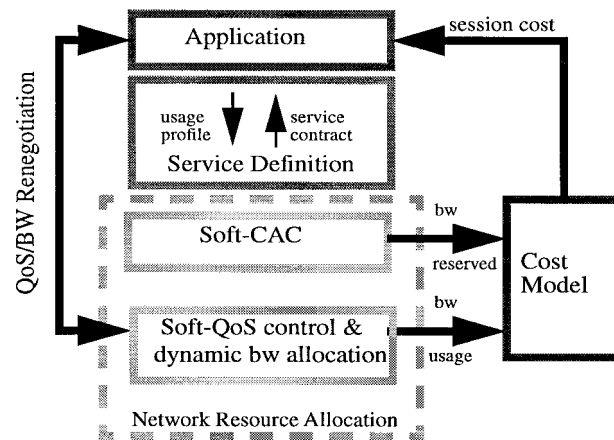 Application
session cost
usage
profile
service
contract
Service Definition
QoS/BW Renegotiation
Soft-CAC
bw
reserved
Cost
Model
Soft-QoS control &
dynamic bw allocation
bw
usage
Network Resource Allocation